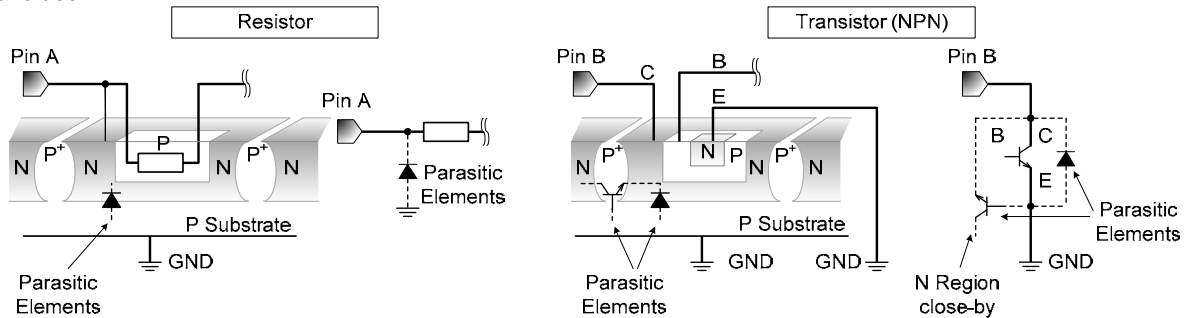 Resistor
Transistor (NPN)
Pin A
Pin B
C
B
E
Pin B
Pin A
N
P+
N
P
P+
N
Parasitic
Elements
P Substrate
GND
Parasitic
Elements
N
P+
N
N
P
P+
N
P Substrate
GND
GND
Parasitic
Elements
B
C
E
Parasitic
Elements
GND
N Region
close-by